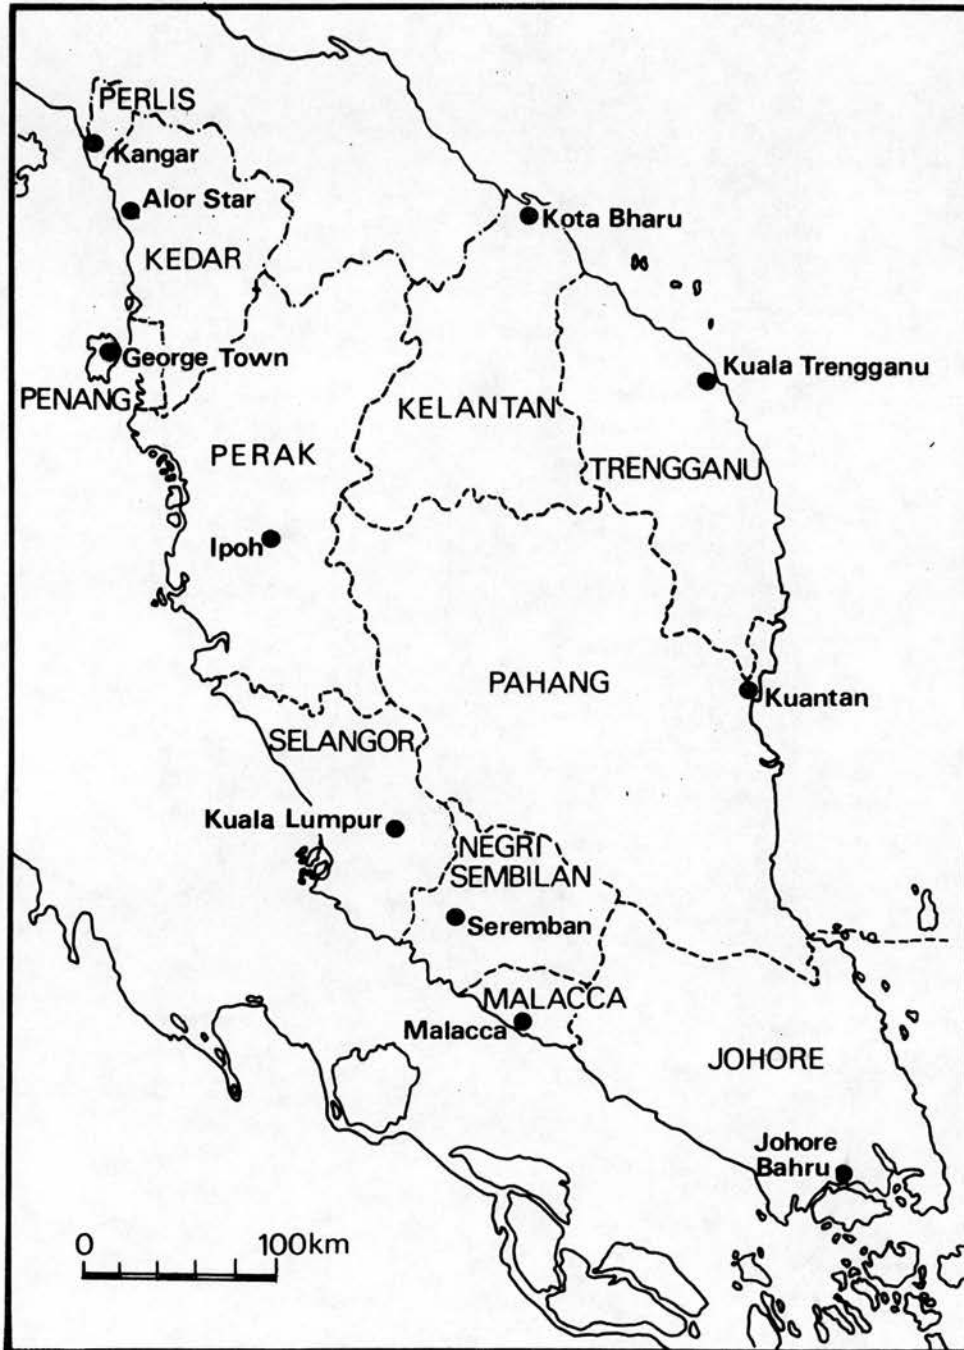 PERLIS
Kangar
Alor Star
KEDAR
Kota Bharu
George Town
PENANG
Kuala Trengganu
KELANTAN
PERAK
TRENGGANU
Ipoh
PAHANG
Kuantan
SELANGOR
Kuala Lumpur
NEGRI
SEMBILAN
Seremban
MALACCA
Malacca
JOHORE
Johore
Bahru
0 100km